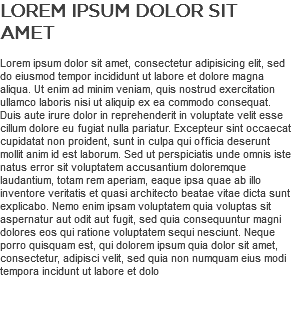 LOREM IPSUM DOLOR SIT
AMET
Lorem ipsum dolor sit amet, consectetur adipisicing elit, sed
do eiusmod tempor incididunt ut labore et dolore magna
aliqua. Ut enim ad minim veniam, quis nostrud exercitation
ullamco laboris nisi ut aliquip ex ea commodo consequat.
Duis aute irure dolor in reprehenderit in voluptate velit esse
cillum dolore eu fugiat nulla pariatur. Excepteur sint occaecat
cupidatat non proident, sunt in culpa qui officia deserunt
mollit anim id est laborum. Sed ut perspiciatis unde omnis iste
natus error sit voluptatem accusantium doloremque
laudantium, totam rem aperiam, eaque ipsa quae ab illo
inventore veritatis et quasi architecto beatae vitae dicta sunt
explicabo. Nemo enim ipsam voluptatem quia voluptas sit
aspernatur aut odit aut fugit, sed quia consequuntur magni
dolores eos qui ratione voluptatem sequi nesciunt. Neque
porro quisquam est, qui dolorem ipsum quia dolor sit amet,
consectetur, adipisci velit, sed quia non numquam eius modi
tempora incidunt ut labore et dolo